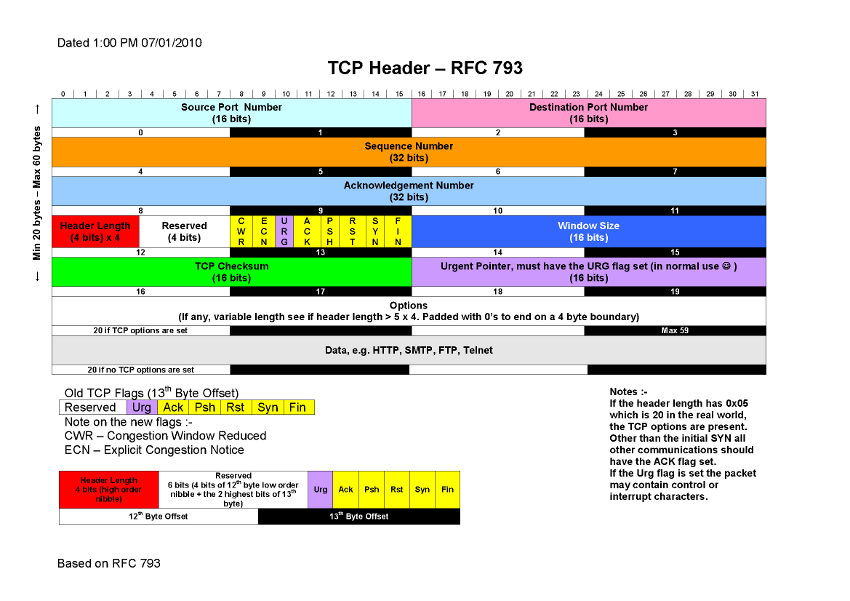 Dated 1:00 PM 07/01/2010
TCP Header – RFC 793
0 1 2 3 4 5 6 7 8 9 10 11 12 13 14 15 16 17 18 19 20 21 22 23 24 25 26 27 28 29 30 31
← Min 20 bytes – Max 60 bytes →
Source Port Number
(16 bits)
Destination Port Number
(16 bits)
0 1 2 3
Sequence Number
(32 bits)
4 5 6 7
Acknowledgement Number
(32 bits)
8 9 10 11
Header Length
(4 bits) x 4
Reserved
(4 bits)
CWR
ECN
URG
ACK
PSH
RST
SYN
FIN
Window Size
(16 bits)
12 13 14 15
TCP Checksum
(16 bits)
Urgent Pointer, must have the URG flag set (in normal use ☺ )
(16 bits)
16 17 18 19
Options
(If any, variable length see if header length > 5 x 4. Padded with 0's to end on a 4 byte boundary)
20 if TCP options are set Max 59
Data, e.g. HTTP, SMTP, FTP, Telnet
20 if no TCP options are set
Old TCP Flags (13th Byte Offset)
Reserved Urg Ack Psh Rst Syn Fin
Note on the new flags :-
CWR – Congestion Window Reduced
ECN – Explicit Congestion Notice
Notes :-
If the header length has 0x05
which is 20 in the real world,
the TCP options are present.
Other than the initial SYN all
other communications should
have the ACK flag set.
If the Urg flag is set the packet
may contain control or
interrupt characters.
Header Length
4 bits (high order
nibble)
Reserved
6 bits (4 bits of 12th byte low order
nibble + the 2 highest bits of 13th
byte)
Urg Ack Psh Rst Syn Fin
12th Byte Offset 13th Byte Offset
Based on RFC 793